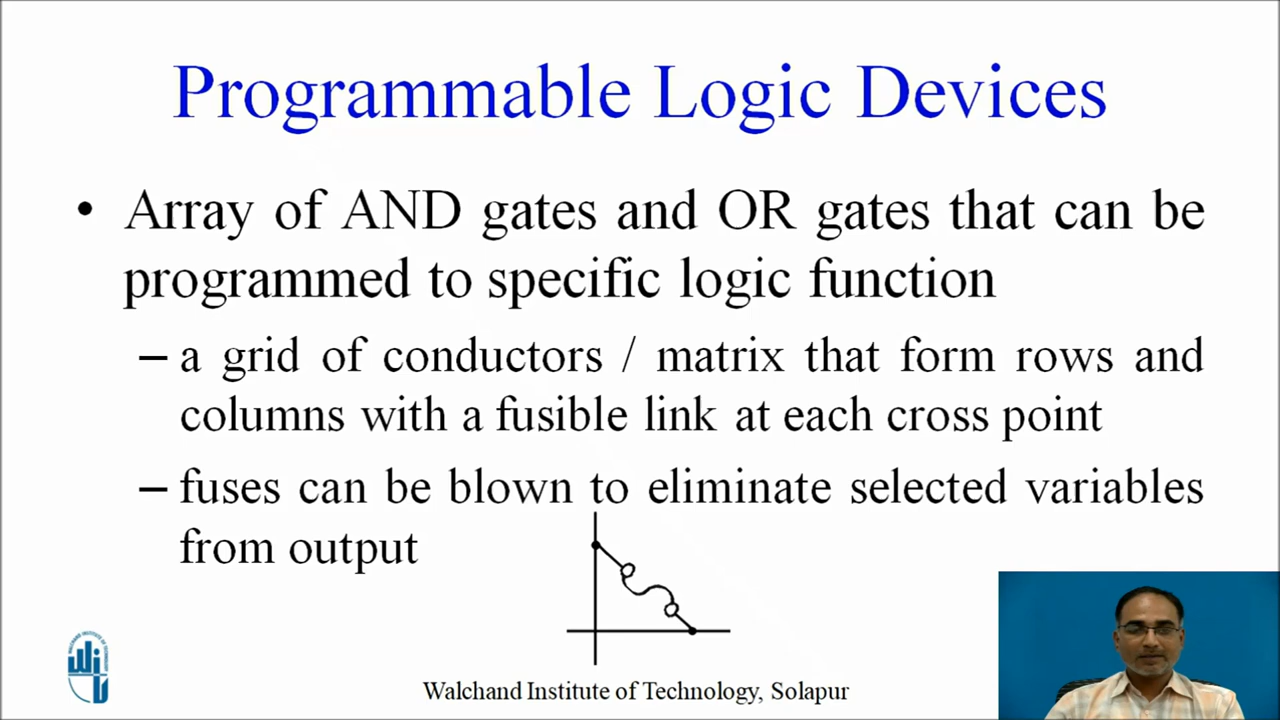 Programmable Logic Devices
• Array of AND gates and OR gates that can be
programmed to specific logic function
– a grid of conductors / matrix that form rows and
columns with a fusible link at each cross point
– fuses can be blown to eliminate selected variables
from output
Walchand Institute of Technology, Solapur